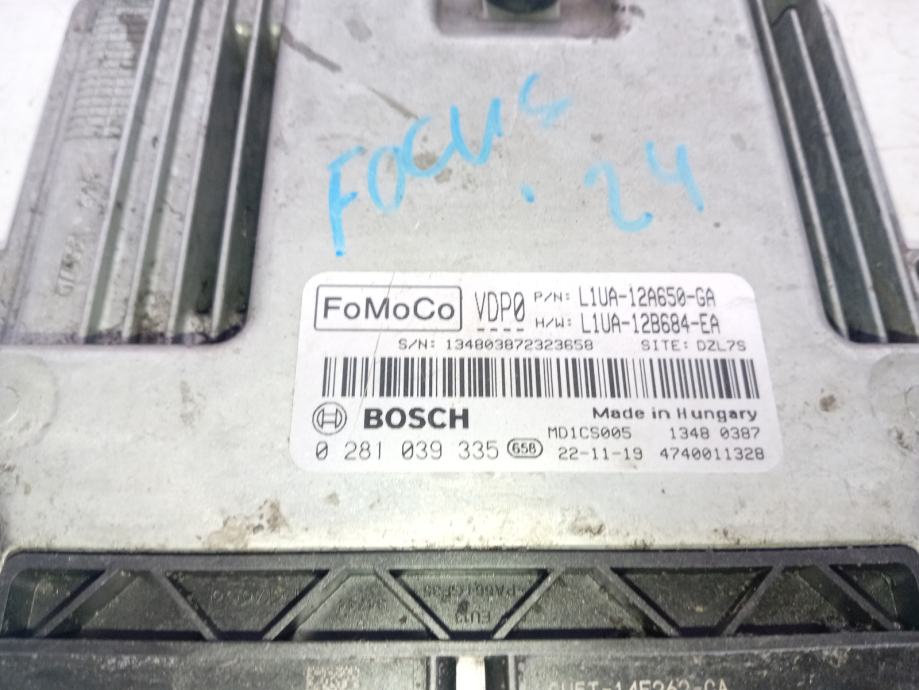 FOCUS
. 24
FoMoCo VDP0 P/N: L1UA-12A650-GA
H/W: L1UA-12B684-EA
S/N: 134803872323658 SITE: DZL7S
BOSCH Made in Hungary
MD1CS005 1348 0387
0 281 039 335 658 22-11-19 4740011328